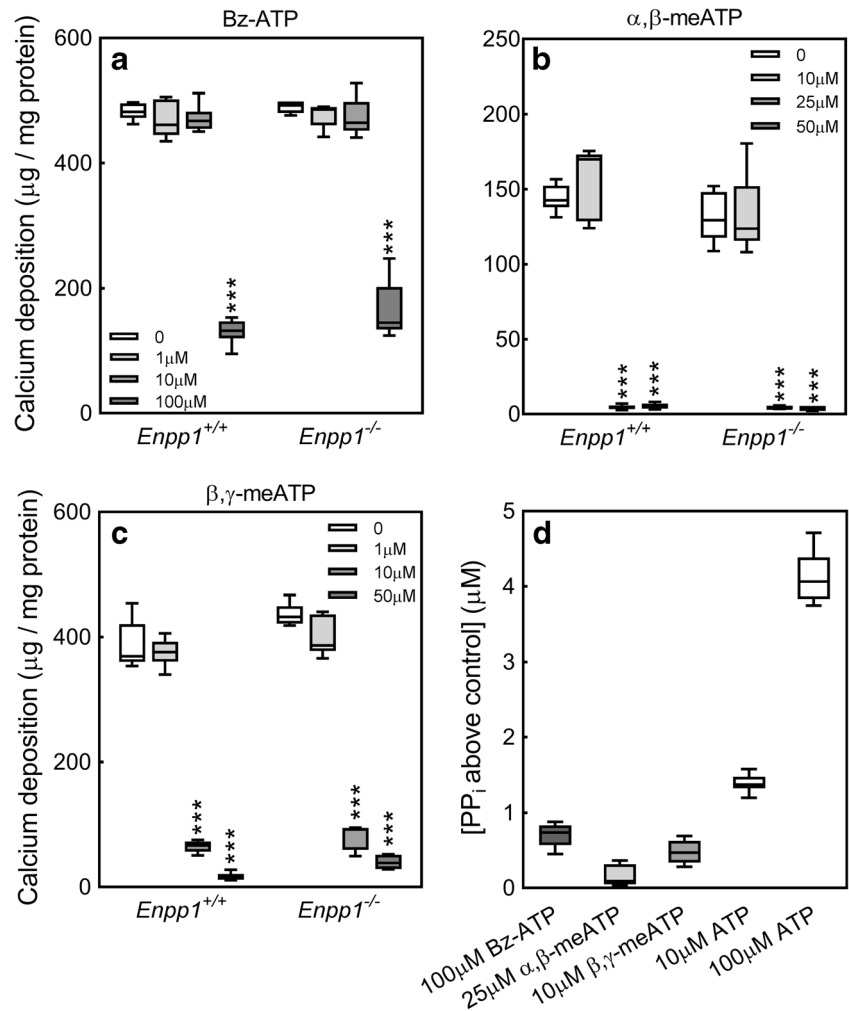 Bz-ATP
a
Calcium deposition (μg / mg protein)
600
400
200
0
0
1μM
10μM
100μM
***
***
Enpp1+/+
Enpp1-/-
α,β-meATP
b
250
200
150
100
50
0
0
10μM
25μM
50μM
***
***
***
***
Enpp1+/+
Enpp1-/-
β,γ-meATP
c
Calcium deposition (μg / mg protein)
600
400
200
0
0
1μM
10μM
50μM
***
***
***
***
Enpp1+/+
Enpp1-/-
d
[PPi above control] (μM)
5
4
3
2
1
0
100μM Bz-ATP
25μM α,β-meATP
10μM β,γ-meATP
10μM ATP
100μM ATP